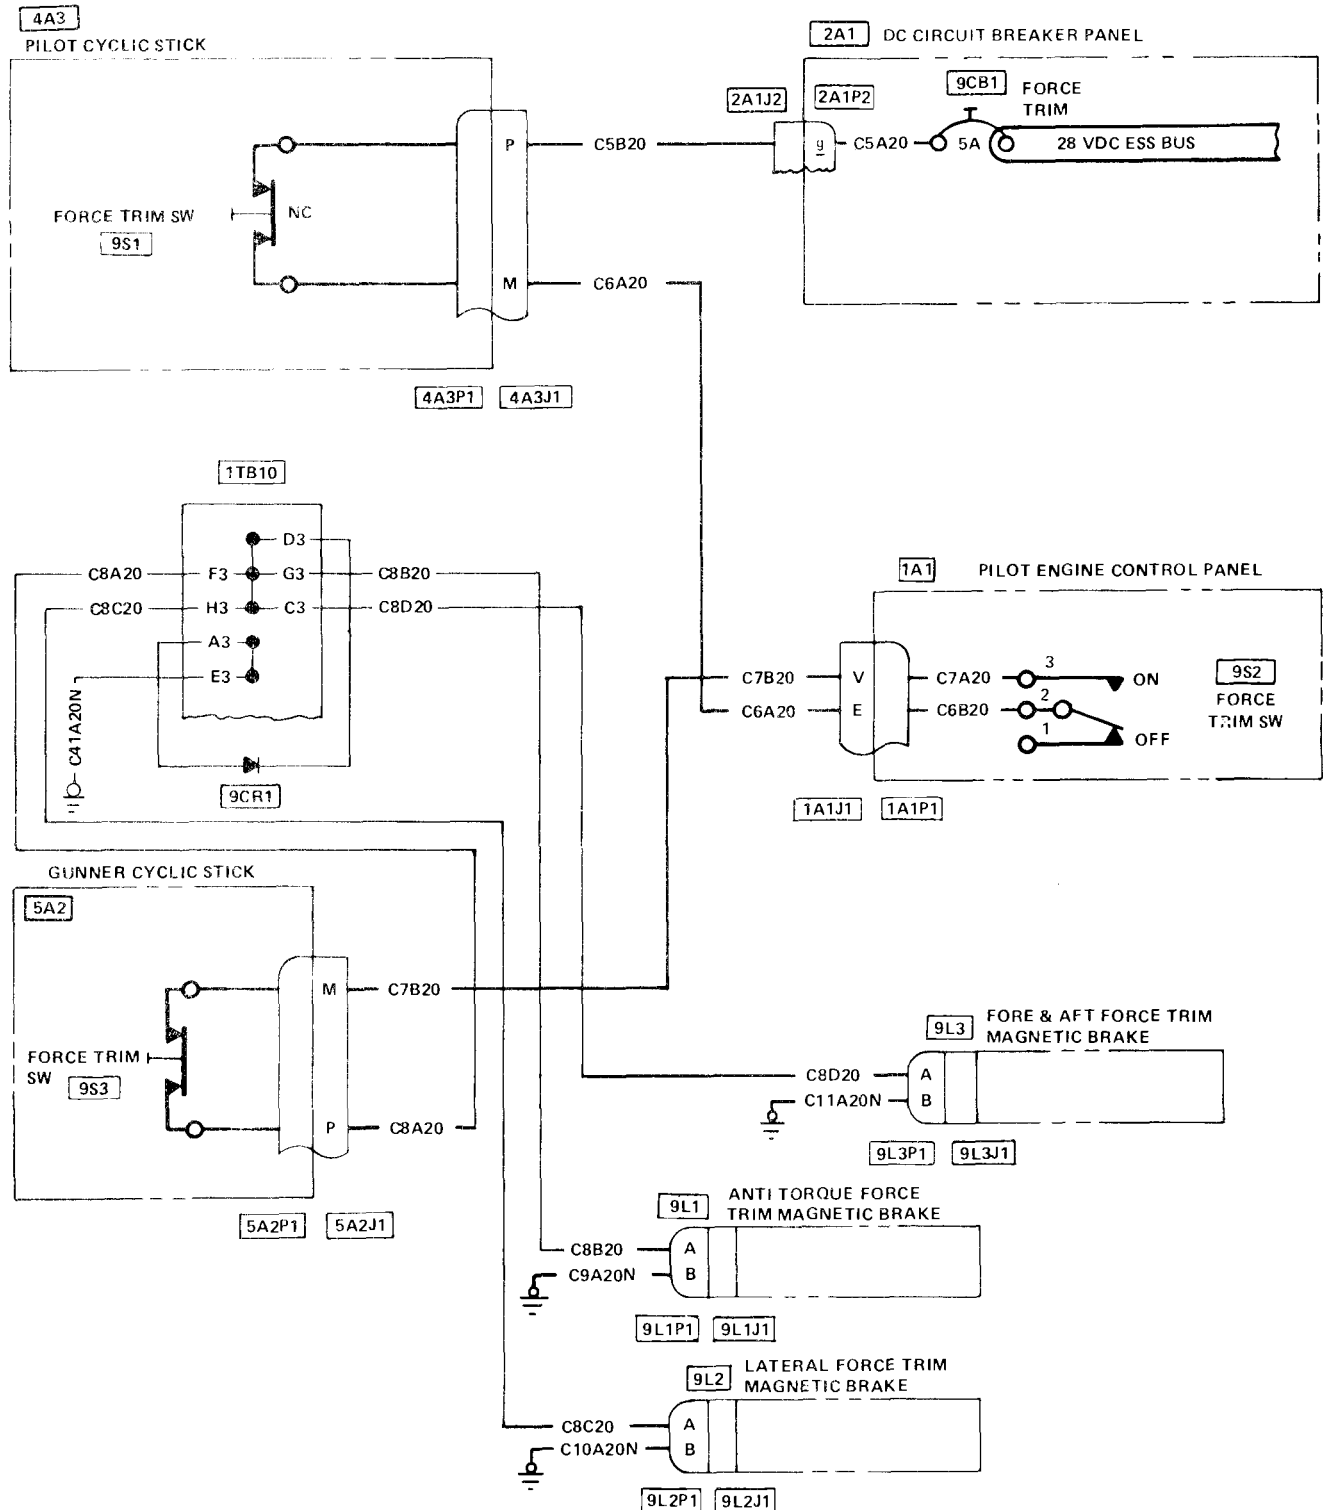 4A3
PILOT CYCLIC STICK
2A1 DC CIRCUIT BREAKER PANEL
2A1J2 2A1P2 9CB1 FORCE
TRIM
P C5B20 g C5A20 5A 28 VDC ESS BUS
FORCE TRIM SW NC
9S1
M C6A20
4A3P1 4A3J1
1TB10
D3
C8A20 F3 G3 C8B20
C8C20 H3 C3 C8D20
A3
E3
C41A20N
9CR1
1A1 PILOT ENGINE CONTROL PANEL
C7B20 V C7A20 3 ON
C6A20 E C6B20 2
1 OFF
9S2
FORCE
TRIM SW
1A1J1 1A1P1
GUNNER CYCLIC STICK
5A2
M C7B20
FORCE TRIM
SW
9S3
P C8A20
5A2P1 5A2J1
9L3 FORE & AFT FORCE TRIM
MAGNETIC BRAKE
C8D20 A
C11A20N B
9L3P1 9L3J1
9L1 ANTI TORQUE FORCE
TRIM MAGNETIC BRAKE
C8B20 A
C9A20N B
9L1P1 9L1J1
9L2 LATERAL FORCE TRIM
MAGNETIC BRAKE
C8C20 A
C10A20N B
9L2P1 9L2J1